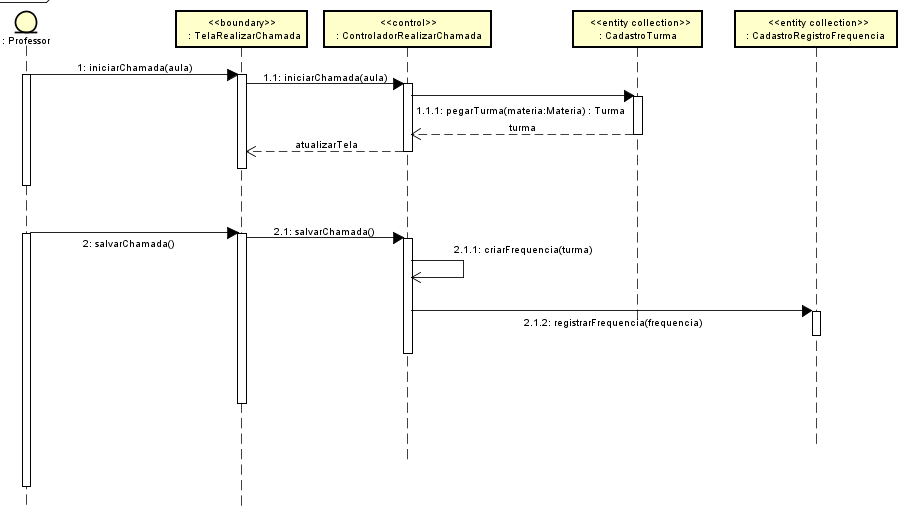 : Professor
<<boundary>>
: TelaRealizarChamada
<<control>>
: ControladorRealizarChamada
<<entity collection>>
: CadastroTurma
<<entity collection>>
: CadastroRegistroFrequencia
1: iniciarChamada(aula)
1.1: iniciarChamada(aula)
1.1.1: pegarTurma(materia:Materia) : Turma
turma
atualizarTela
2: salvarChamada()
2.1: salvarChamada()
2.1.1: criarFrequencia(turma)
2.1.2: registrarFrequencia(frequencia)